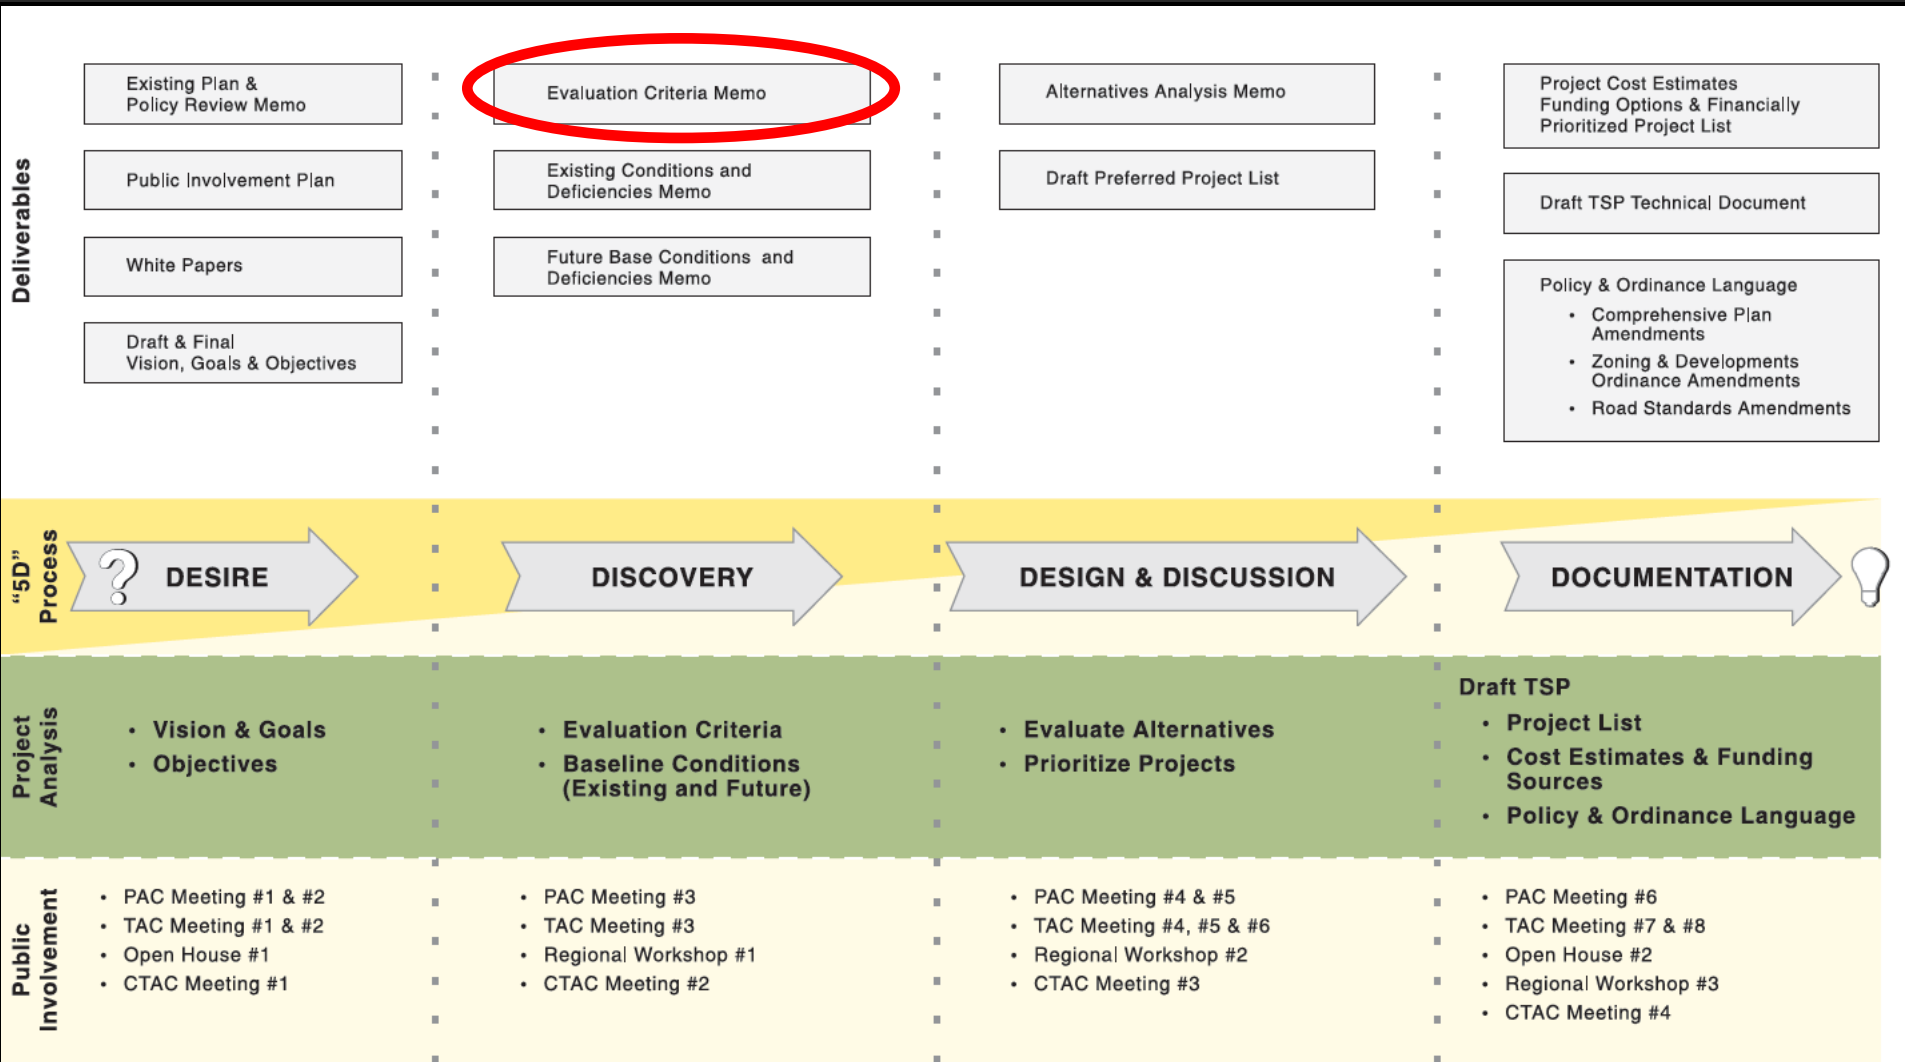 Deliverables
Existing Plan &
Policy Review Memo
Public Involvement Plan
White Papers
Draft & Final
Vision, Goals & Objectives
Evaluation Criteria Memo
Existing Conditions and
Deficiencies Memo
Future Base Conditions and
Deficiencies Memo
Alternatives Analysis Memo
Draft Preferred Project List
Project Cost Estimates
Funding Options & Financially
Prioritized Project List
Draft TSP Technical Document
Policy & Ordinance Language
• Comprehensive Plan
Amendments
• Zoning & Developments
Ordinance Amendments
• Road Standards Amendments
“5D”
Process
? DESIRE
DISCOVERY
DESIGN & DISCUSSION
DOCUMENTATION
Project
Analysis
• Vision & Goals
• Objectives
• Evaluation Criteria
• Baseline Conditions
(Existing and Future)
• Evaluate Alternatives
• Prioritize Projects
Draft TSP
• Project List
• Cost Estimates & Funding
Sources
• Policy & Ordinance Language
Public
Involvement
• PAC Meeting #1 & #2
• TAC Meeting #1 & #2
• Open House #1
• CTAC Meeting #1
• PAC Meeting #3
• TAC Meeting #3
• Regional Workshop #1
• CTAC Meeting #2
• PAC Meeting #4 & #5
• TAC Meeting #4, #5 & #6
• Regional Workshop #2
• CTAC Meeting #3
• PAC Meeting #6
• TAC Meeting #7 & #8
• Open House #2
• Regional Workshop #3
• CTAC Meeting #4